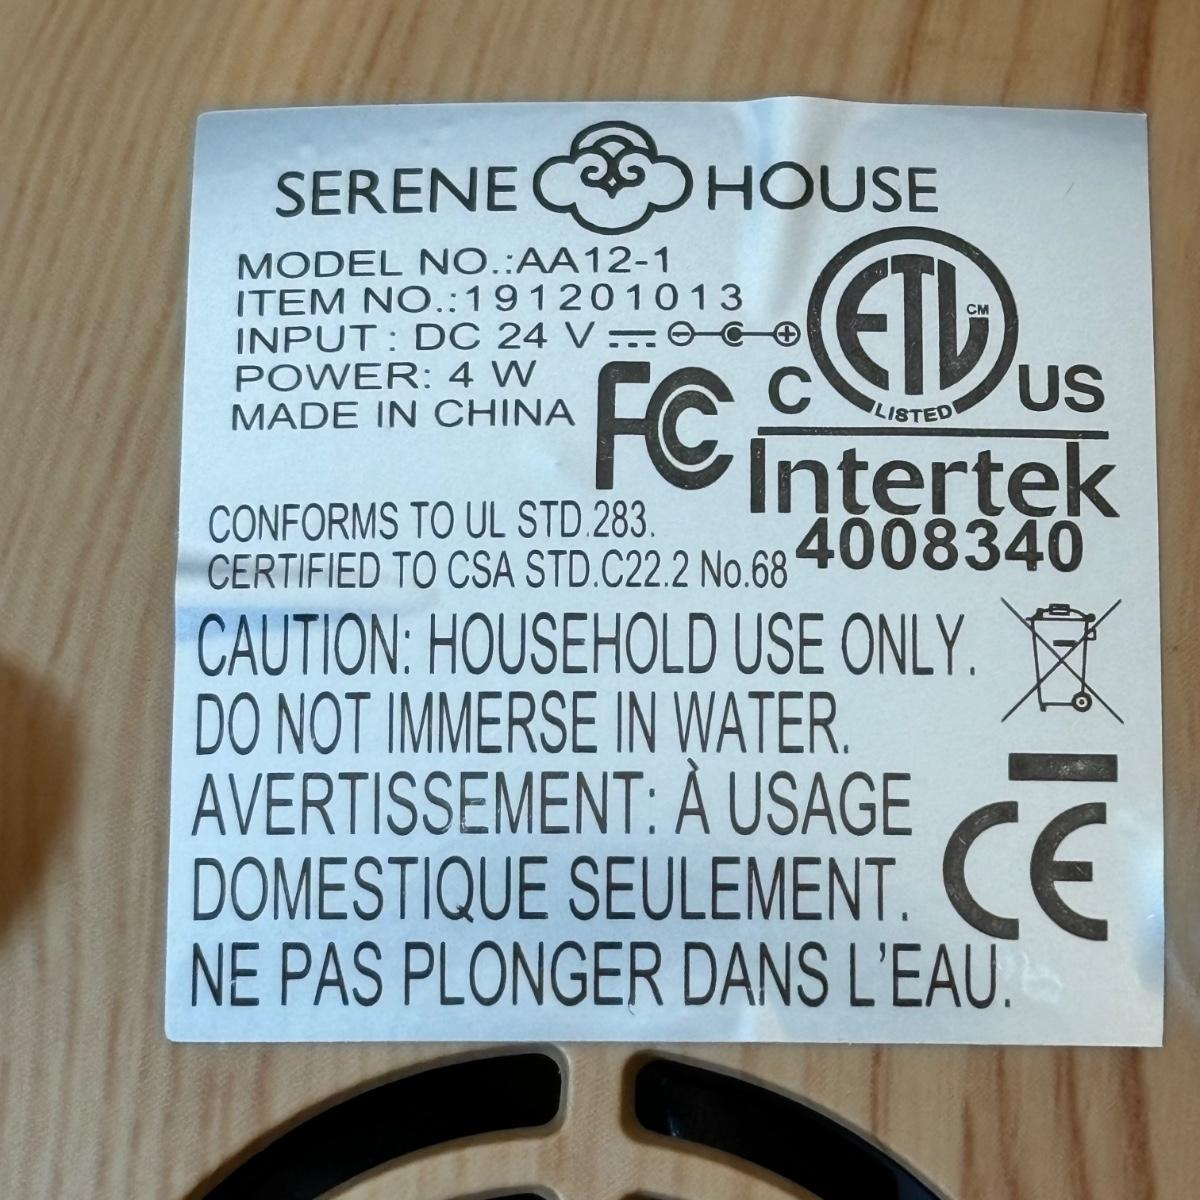 SERENE HOUSE
MODEL NO.:AA12-1
ITEM NO.:191201013
INPUT : DC 24 V
POWER: 4 W
MADE IN CHINA
FC
ETL CM
LISTED
C US
Intertek
4008340
CONFORMS TO UL STD.283.
CERTIFIED TO CSA STD.C22.2 No.68
CAUTION: HOUSEHOLD USE ONLY.
DO NOT IMMERSE IN WATER.
AVERTISSEMENT: À USAGE
DOMESTIQUE SEULEMENT.
NE PAS PLONGER DANS L'EAU.
CE